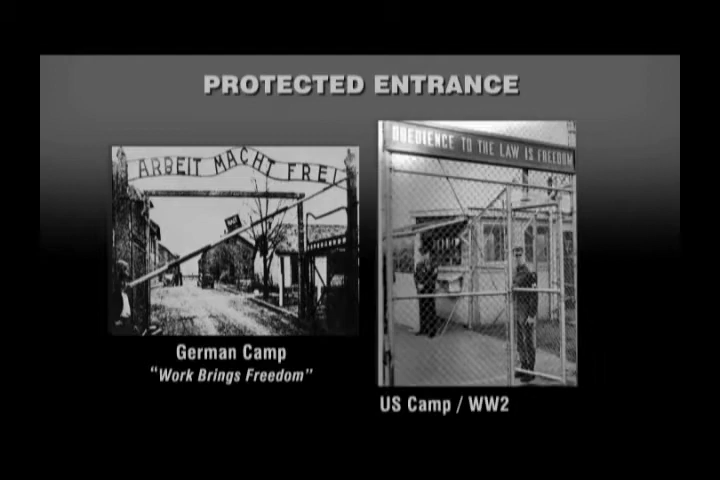 PROTECTED ENTRANCE
ARBEIT MACHT FREI
OBEDIENCE TO THE LAW IS FREEDOM
HALT
German Camp
"Work Brings Freedom"
US Camp / WW2